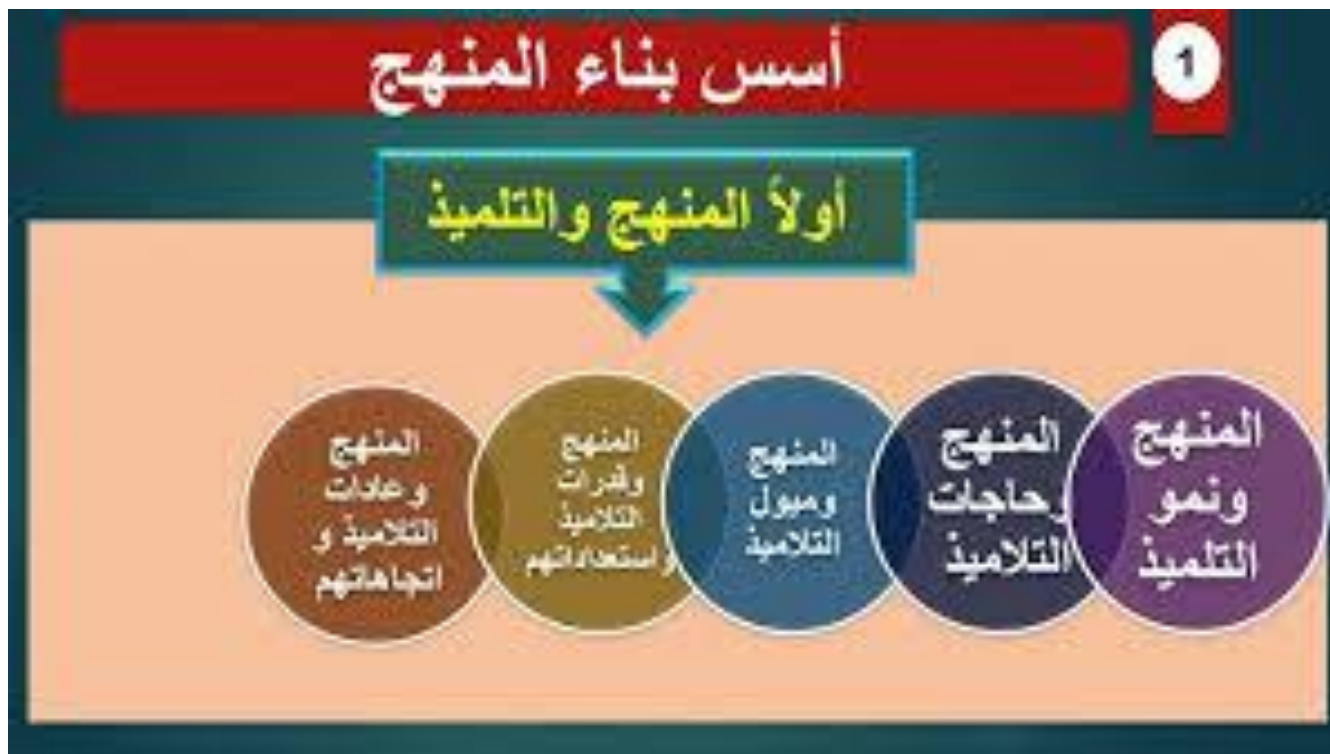 1
أسس بناء المنهج
أولاً المنهج والتلميذ
المنهج
ونمو
التلميذ
المنهج
وحاجات
التلاميذ
المنهج
وميول
التلاميذ
المنهج
وقدرات
التلاميذ
واستعداداتهم
المنهج
وعادات
التلاميذ و
اتجاهاتهم